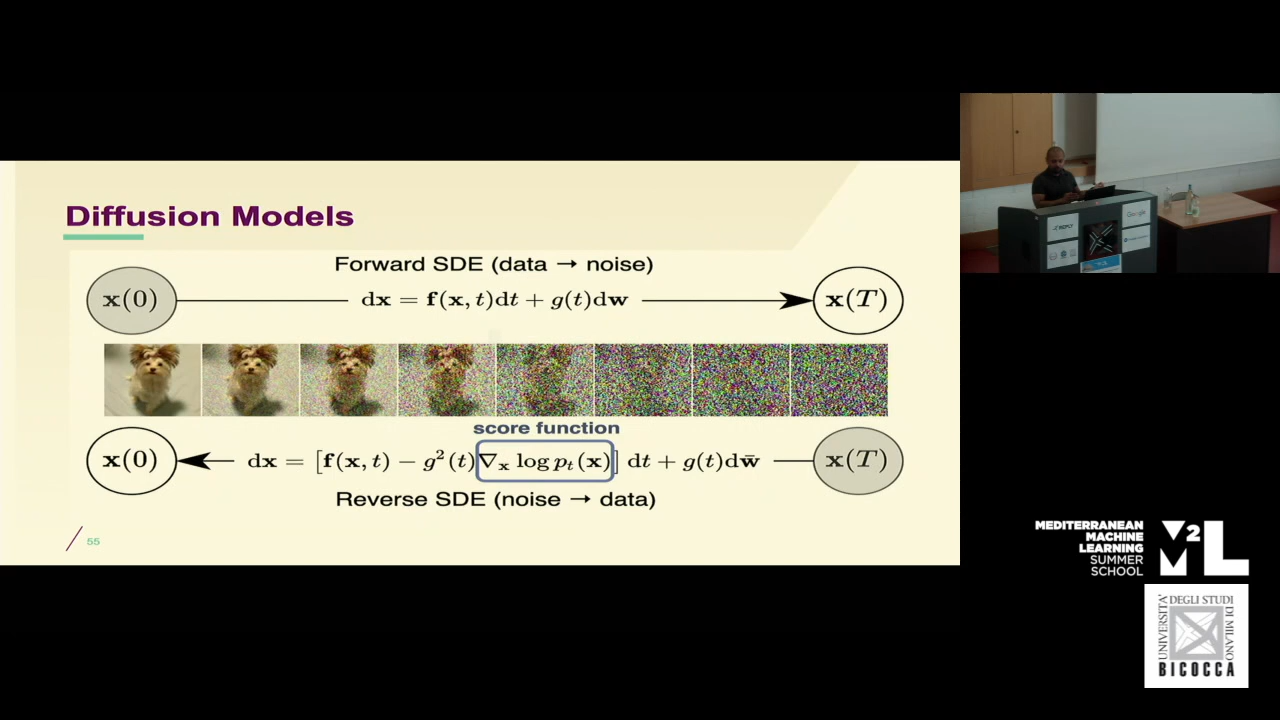 Diffusion Models
Forward SDE (data → noise)
x(0)
dx = f(x, t)dt + g(t)dw
x(T)
score function
x(0)
dx = [f(x, t) − g²(t)∇ₓ log pₜ(x)] dt + g(t)dw̄
x(T)
Reverse SDE (noise → data)
55
Google
MEDITERRANEAN
MACHINE
LEARNING
SUMMER
SCHOOL
M2L
UNIVERSITÀ
DEGLI STUDI
DI MILANO
BICOCCA